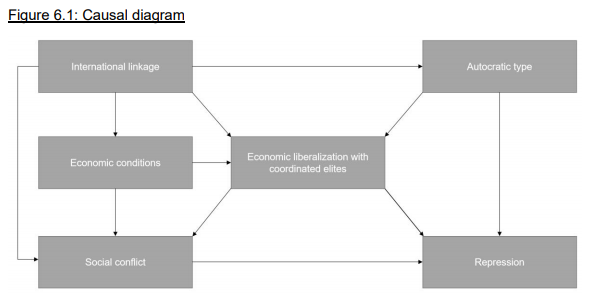 Figure 6.1: Causal diagram
International linkage
Autocratic type
Economic conditions
Economic liberalization with
coordinated elites
Social conflict
Repression